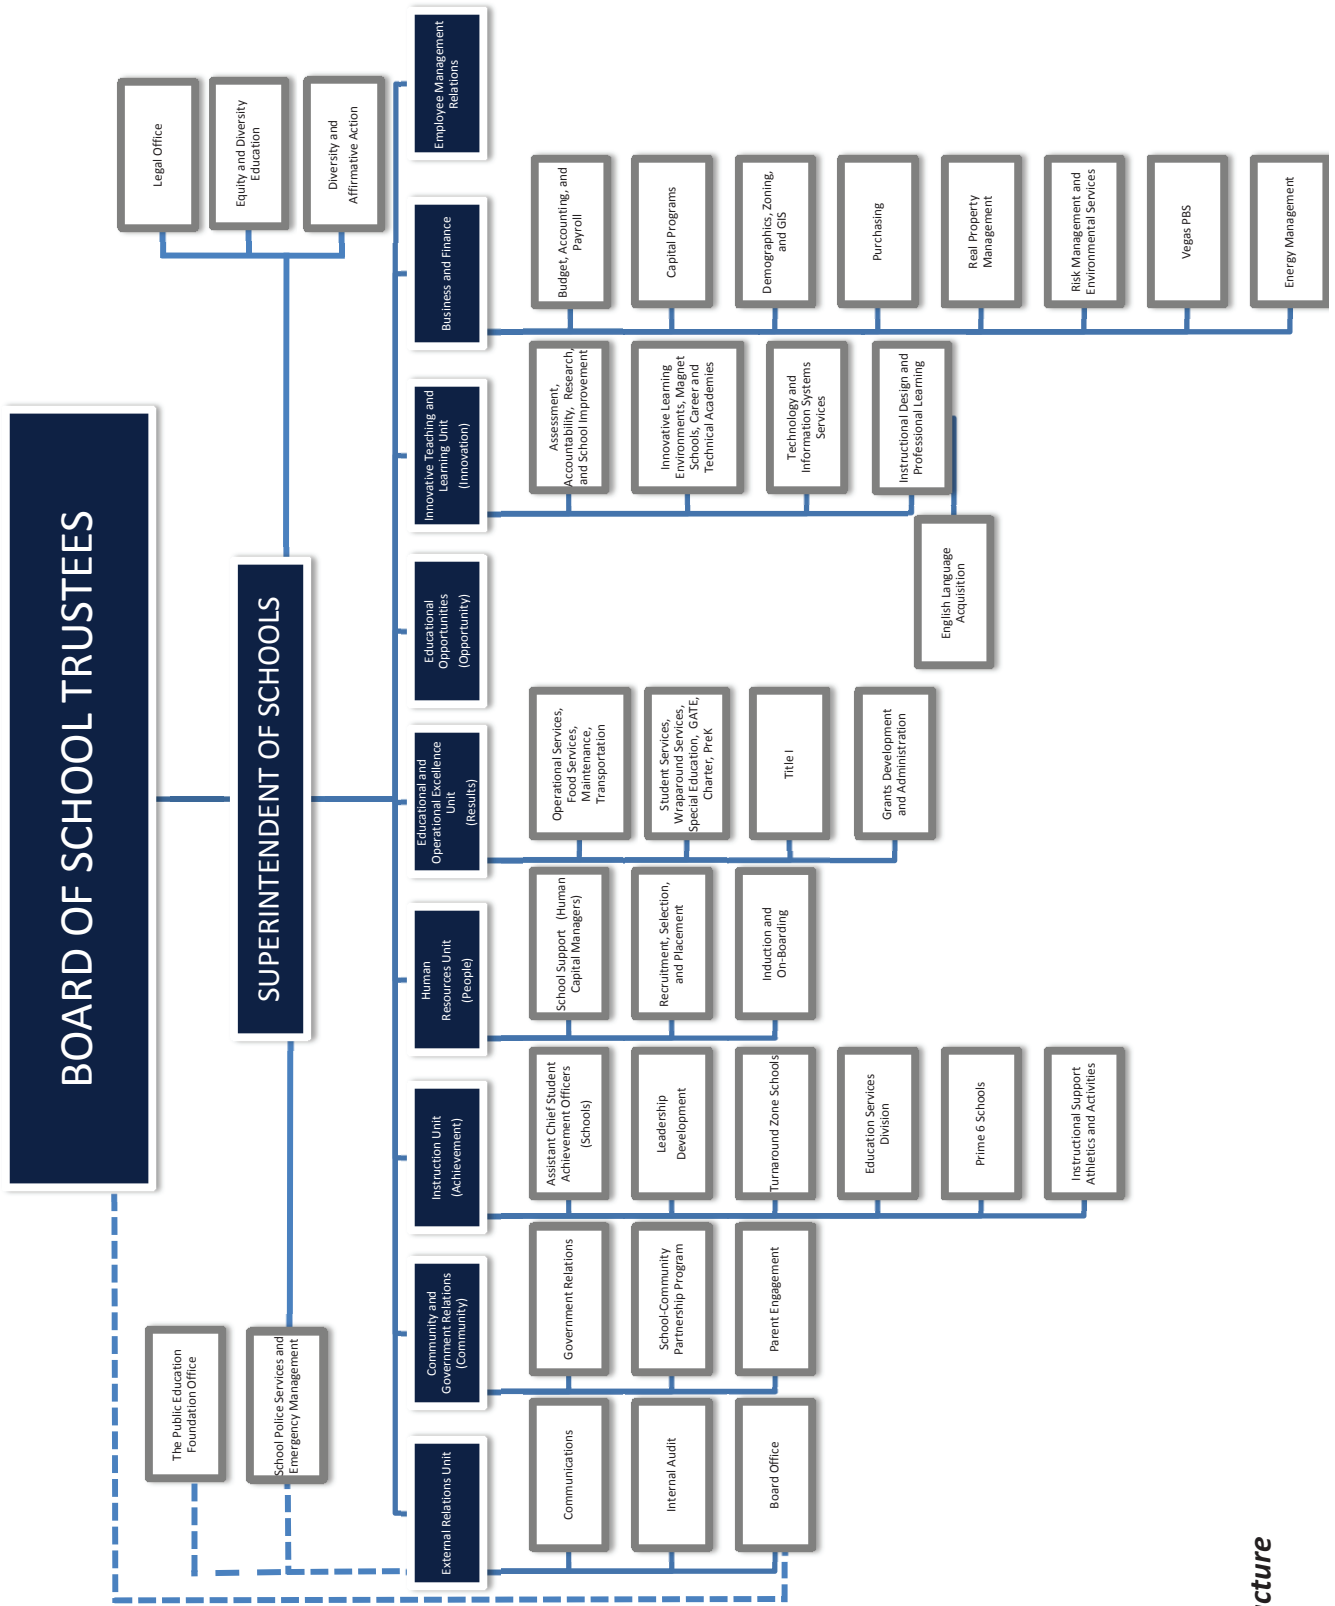 BOARD OF SCHOOL TRUSTEES
SUPERINTENDENT OF SCHOOLS
The Public Education
Foundation Office
School Police Services and
Emergency Management
Legal Office
Equity and Diversity
Education
Diversity and
Affirmative Action
External Relations Unit
Communications
Internal Audit
Board Office
Community and
Government Relations
(Community)
Government Relations
School-Community
Partnership Program
Parent Engagement
Instruction Unit
(Achievement)
Assistant Chief Student
Achievement Officers
(Schools)
Leadership
Development
Turnaround Zone Schools
Education Services
Division
Prime 6 Schools
Instructional Support
Athletics and Activities
Human
Resources Unit
(People)
School Support (Human
Capital Managers)
Recruitment, Selection,
and Placement
Induction and
On-Boarding
Educational and
Operational Excellence
Unit
(Results)
Operational Services,
Food Services,
Maintenance,
Transportation
Student Services,
Wraparound Services,
Special Education, GATE,
Charter, PreK
Title I
Grants Development
and Administration
Educational
Opportunities
(Opportunity)
Innovative Teaching and
Learning Unit
(Innovation)
Assessment,
Accountability, Research,
and School Improvement
Innovative Learning
Environments, Magnet
Schools, Career and
Technical Academies
Technology and
Information Systems
Services
Instructional Design and
Professional Learning
English Language
Acquisition
Business and Finance
Budget, Accounting, and
Payroll
Capital Programs
Demographics, Zoning,
and GIS
Purchasing
Real Property
Management
Risk Management and
Environmental Services
Vegas PBS
Energy Management
Employee Management
Relations